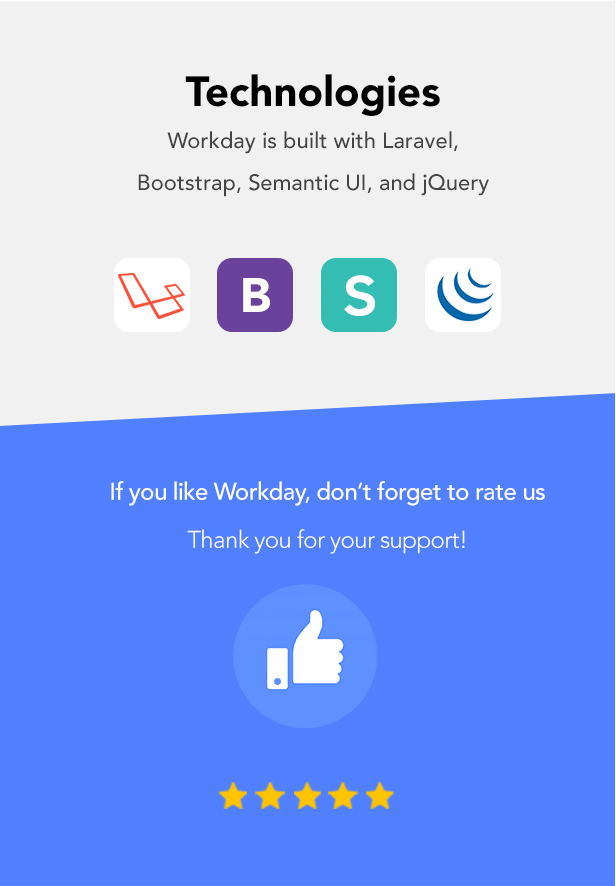 Technologies
Workday is built with Laravel,
Bootstrap, Semantic UI, and jQuery
B
S
If you like Workday, don’t forget to rate us
Thank you for your support!